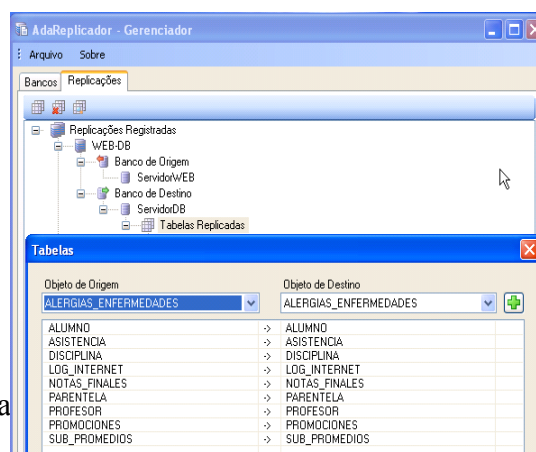 AdaReplicador - Gerenciador
Arquivo Sobre
Bancos Replicações
Replicações Registradas
WEB-DB
Banco de Origem
ServidorWEB
Banco de Destino
ServidorDB
Tabelas Replicadas
Tabelas
Objeto de Origem Objeto de Destino
ALERGIAS_ENFERMEDADES ALERGIAS_ENFERMEDADES
ALUMNO -> ALUMNO
ASISTENCIA -> ASISTENCIA
DISCIPLINA -> DISCIPLINA
LOG_INTERNET -> LOG_INTERNET
NOTAS_FINALES -> NOTAS_FINALES
PARENTELA -> PARENTELA
a
PROFESOR -> PROFESOR
PROMOCIONES -> PROMOCIONES
SUB_PROMEDIOS -> SUB_PROMEDIOS